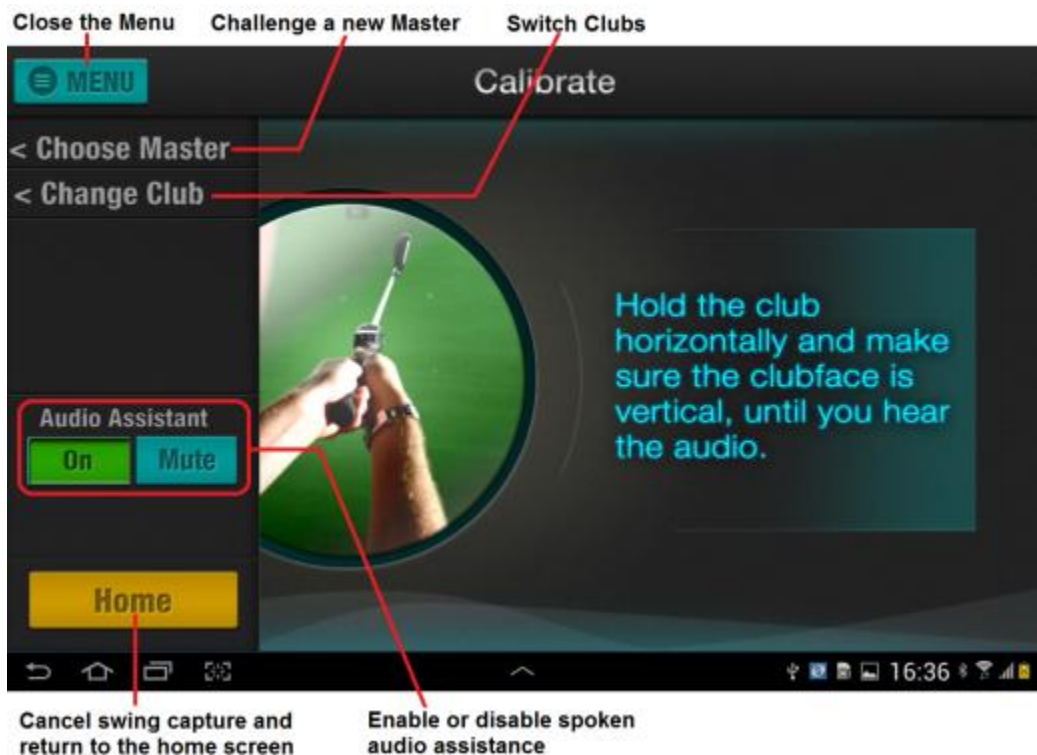 Close the Menu
Challenge a new Master
Switch Clubs
MENU
Calibrate
< Choose Master
< Change Club
Hold the club
horizontally and make
sure the clubface is
vertical, until you hear
the audio.
Audio Assistant
On
Mute
Home
16:36
Cancel swing capture and
return to the home screen
Enable or disable spoken
audio assistance